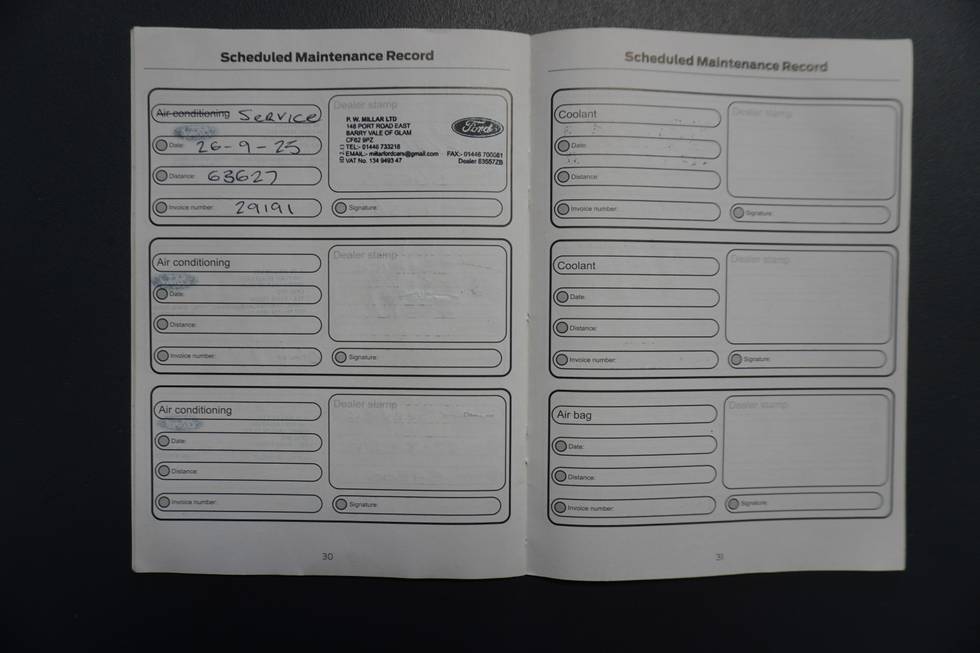 Scheduled Maintenance Record
Air conditioning SERVICE
Date: 26-9-25
Distance: 63627
Invoice number: 29191
Dealer stamp
P. W. MILLAR LTD
148 PORT ROAD EAST
BARRY VALE OF GLAM
CF62 9PZ
TEL:- 01446 733218
EMAIL:- millarfordcars@gmail.com FAX:- 01446 700081
VAT No. 134 9493 47 Dealer 63557ZB
Ford
Signature:
Air conditioning
Date:
Distance:
Invoice number:
Dealer stamp
Signature:
Air conditioning
Date:
Distance:
Invoice number:
Dealer stamp
Signature:
30
Scheduled Maintenance Record
Coolant
Date:
Distance:
Invoice number:
Dealer stamp
Signature:
Coolant
Date:
Distance:
Invoice number:
Dealer stamp
Signature:
Air bag
Date:
Distance:
Invoice number:
Dealer stamp
Signature:
31